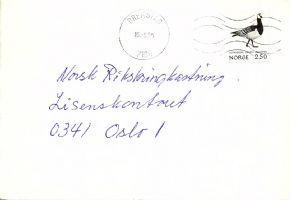 NORGE 2.50
Norsk Rikskringkastning.
Lisenskontoret
0341 Oslo 1